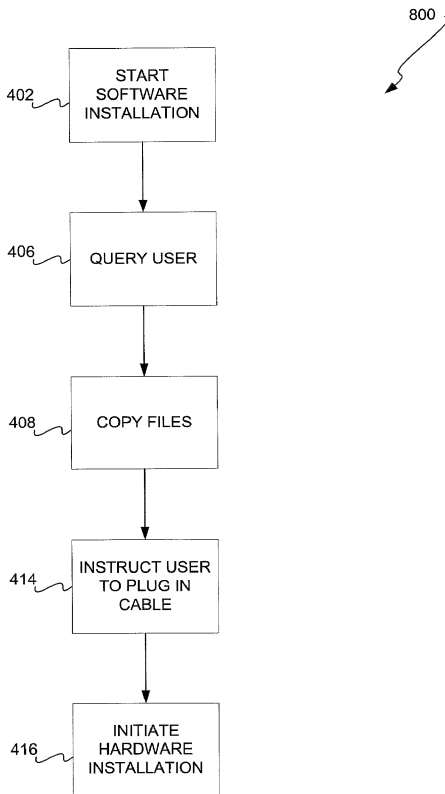 800
START
SOFTWARE
INSTALLATION
402
QUERY USER
406
COPY FILES
408
INSTRUCT USER
TO PLUG IN
CABLE
414
INITIATE
HARDWARE
INSTALLATION
416